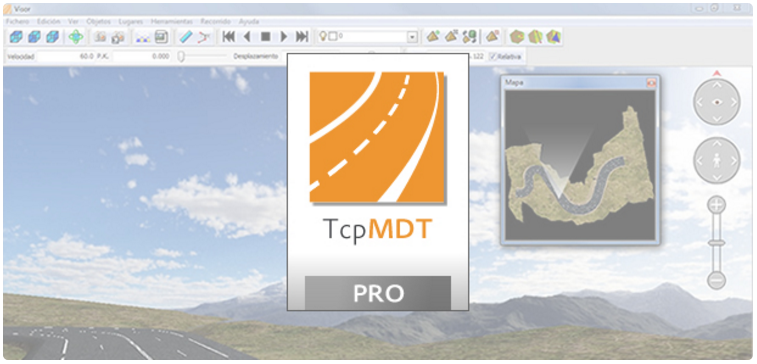 Visor
Fichero Edición Ver Objetos Lugares Herramientas Recorrido Ayuda
0
Velocidad 60.0 P.K. 0.000 Desplazamiento .122 Relativa
Mapa
TcpMDT
PRO